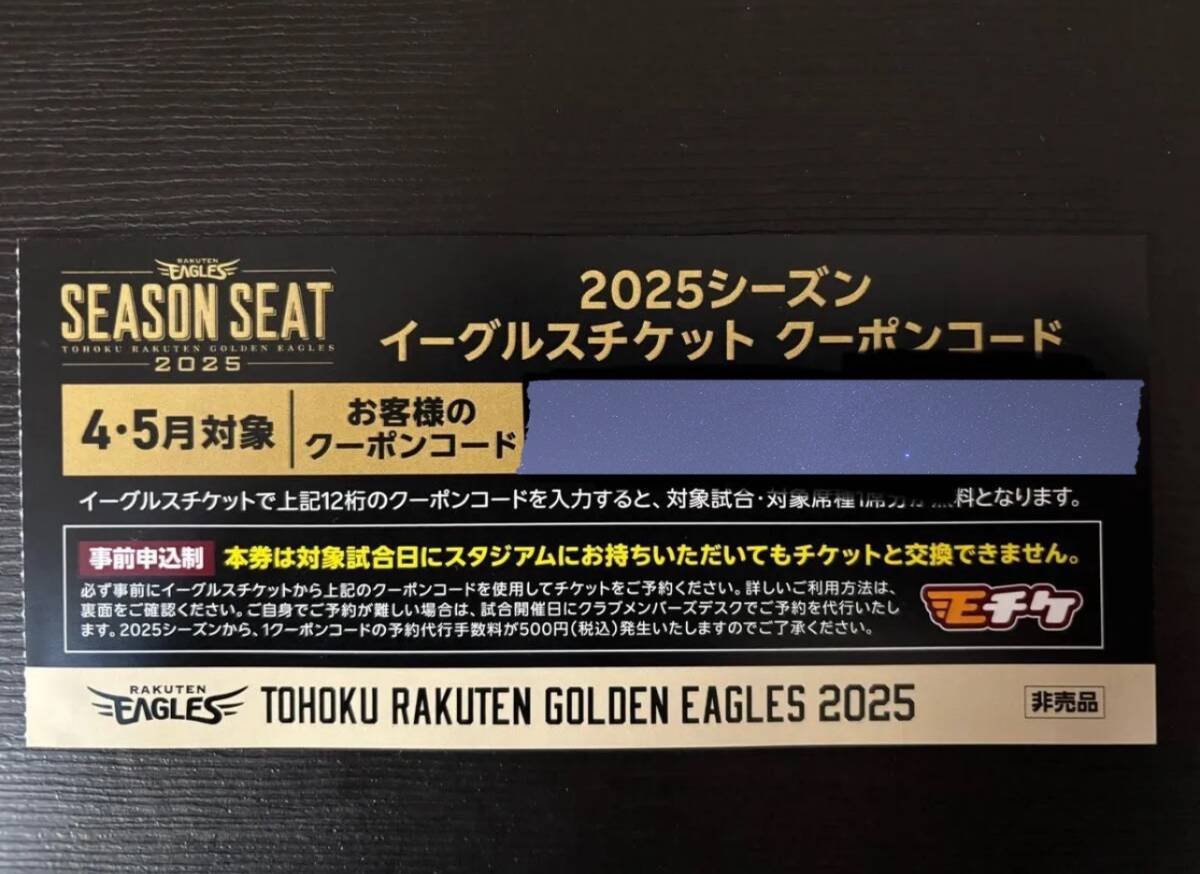 RAKUTEN
EAGLES
SEASON SEAT
TOHOKU RAKUTEN GOLDEN EAGLES
2025
2025シーズン
イーグルスチケット クーポンコード
4・5月対象
お客様の
クーポンコード
イーグルスチケットで上記12桁のクーポンコードを入力すると、対象試合・対象席種1席分が無料となります。
事前申込制 本券は対象試合日にスタジアムにお持ちいただいてもチケットと交換できません。
必ず事前にイーグルスチケットから上記のクーポンコードを使用してチケットをご予約ください。詳しいご利用方法は、
裏面をご確認ください。ご自身でご予約が難しい場合は、試合開催日にクラブメンバーズデスクでご予約を代行いたし
ます。2025シーズンから、1クーポンコードの予約代行手数料が500円(税込)発生いたしますのでご了承ください。
Eチケ
RAKUTEN
EAGLES
TOHOKU RAKUTEN GOLDEN EAGLES 2025
非売品